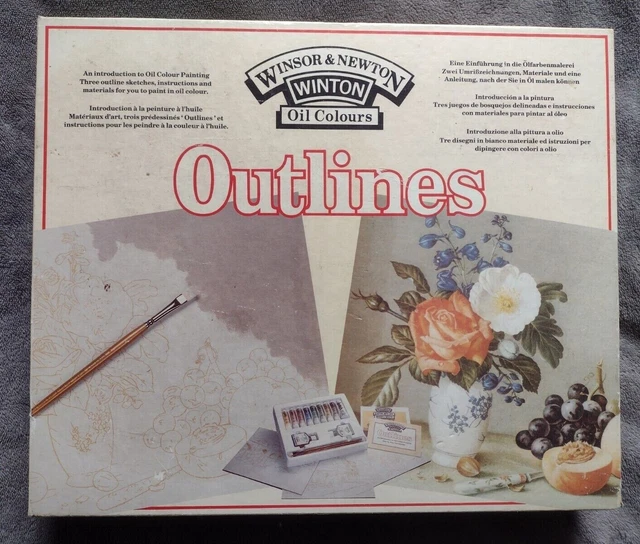 An introduction to Oil Colour Painting
Three outline sketches, instructions and
materials for you to paint in oil colour.
Introduction à la peinture à l'huile
Matériaux d'art, trois prédessinés 'Outlines' et
instructions pour les peindre à la couleur à l'huile.
WINSOR & NEWTON
WINTON
Oil Colours
Eine Einführung in die Ölfarbenmalerei
Zwei Umrißzeichnungen, Materiale und eine
Anleitung, nach der Sie in Öl malen können
Introducción a la pintura
Tres juegos de bosquejos delineadas e instrucciones
con materiales para pintar al óleo
Introduzione alla pittura a olio
Tre disegni in bianco materiale ed istruzioni per
dipingere con colori a olio
Outlines